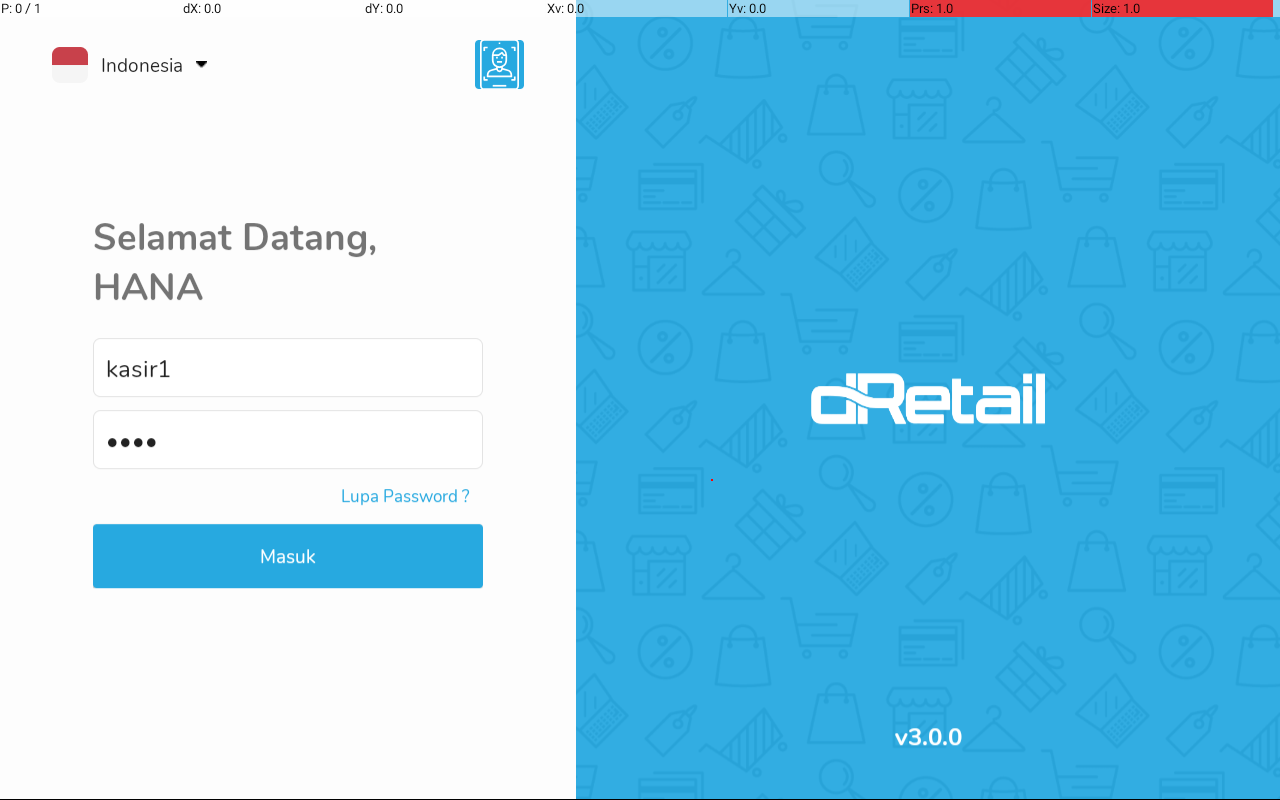 P: 0 / 1 dX: 0.0 dY: 0.0 Xv: 0.0 Yv: 0.0 Prs: 1.0 Size: 1.0
Indonesia
Selamat Datang,
HANA
kasir1
••••
Lupa Password ?
Masuk
dRetail
v3.0.0